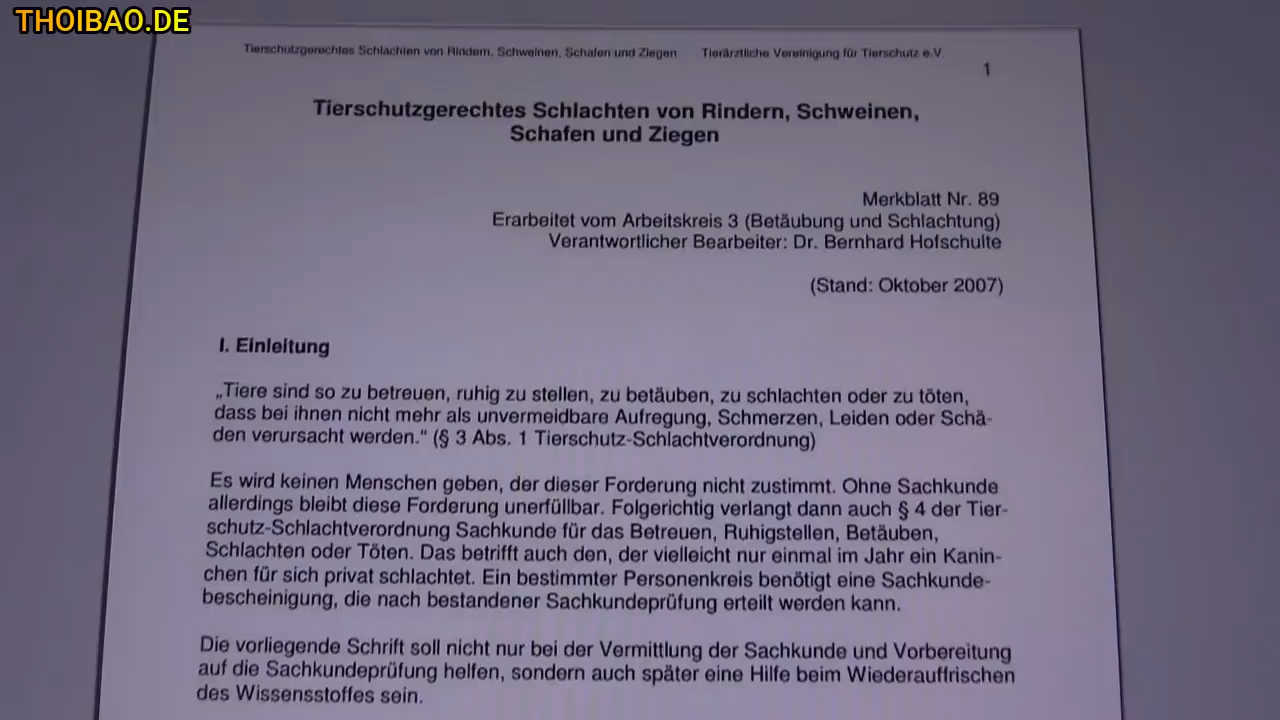 THOIBAO.DE
Tierschutzgerechtes Schlachten von Rindern, Schweinen, Schafen und Ziegen Tierärztliche Vereinigung für Tierschutz e.V.
1
Tierschutzgerechtes Schlachten von Rindern, Schweinen,
Schafen und Ziegen
Merkblatt Nr. 89
Erarbeitet vom Arbeitskreis 3 (Betäubung und Schlachtung)
Verantwortlicher Bearbeiter: Dr. Bernhard Hofschulte
(Stand: Oktober 2007)
I. Einleitung
„Tiere sind so zu betreuen, ruhig zu stellen, zu betäuben, zu schlachten oder zu töten,
dass bei ihnen nicht mehr als unvermeidbare Aufregung, Schmerzen, Leiden oder Schä-
den verursacht werden.“ (§ 3 Abs. 1 Tierschutz-Schlachtverordnung)
Es wird keinen Menschen geben, der dieser Forderung nicht zustimmt. Ohne Sachkunde
allerdings bleibt diese Forderung unerfüllbar. Folgerichtig verlangt dann auch § 4 der Tier-
schutz-Schlachtverordnung Sachkunde für das Betreuen, Ruhigstellen, Betäuben,
Schlachten oder Töten. Das betrifft auch den, der vielleicht nur einmal im Jahr ein Kanin-
chen für sich privat schlachtet. Ein bestimmter Personenkreis benötigt eine Sachkunde-
bescheinigung, die nach bestandener Sachkundeprüfung erteilt werden kann.
Die vorliegende Schrift soll nicht nur bei der Vermittlung der Sachkunde und Vorbereitung
auf die Sachkundeprüfung helfen, sondern auch später eine Hilfe beim Wiederauffrischen
des Wissensstoffes sein.